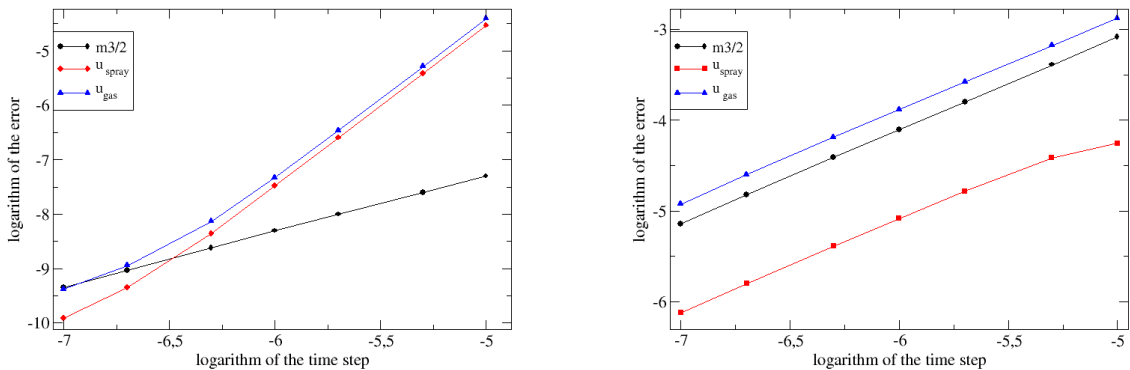 m3/2
u_spray
u_gas
-5
-6
-7
-8
-9
-10
logarithm of the error
-7
-6,5
-6
-5,5
-5
logarithm of the time step
m3/2
u_spray
u_gas
-3
-4
-5
-6
logarithm of the error
-7
-6,5
-6
-5,5
-5
logarithm of the time step